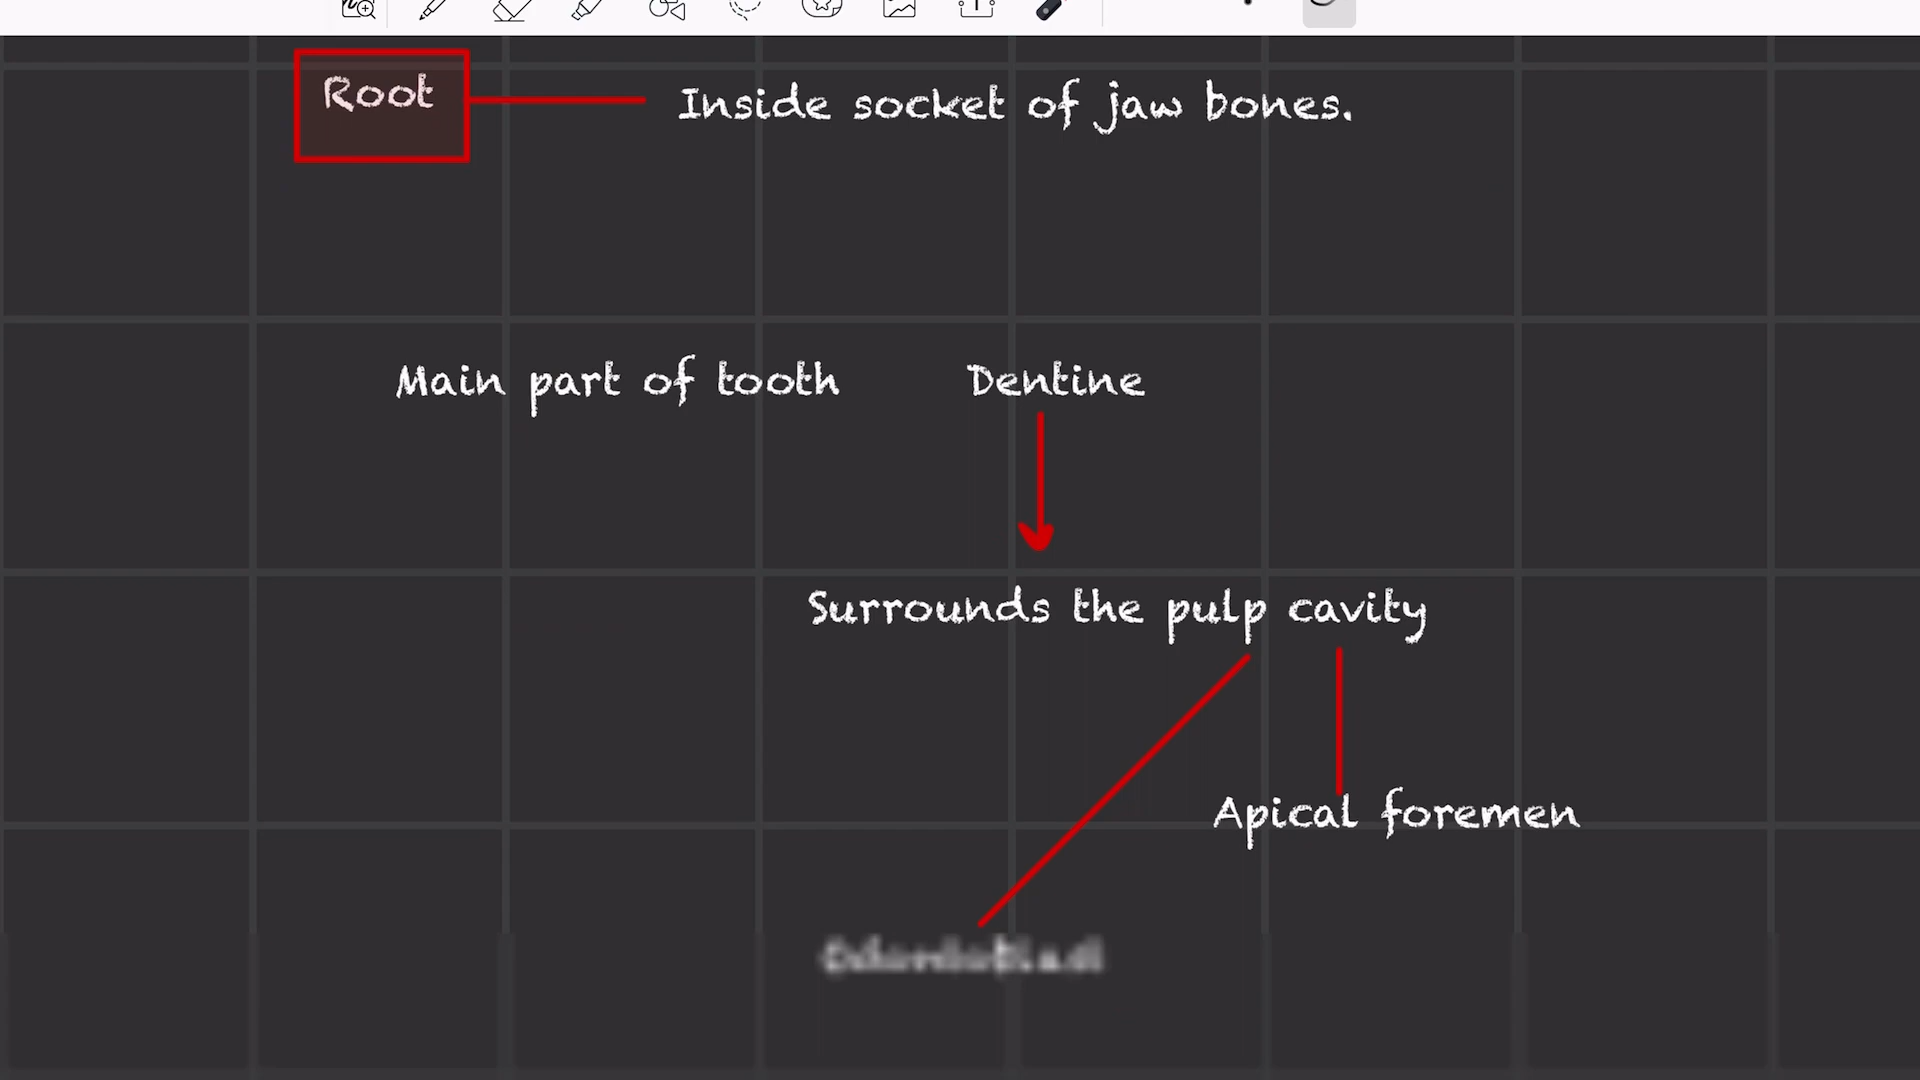 Root
Inside socket of jaw bones.
Main part of tooth
Dentine
Surrounds the pulp cavity
Apical foremen